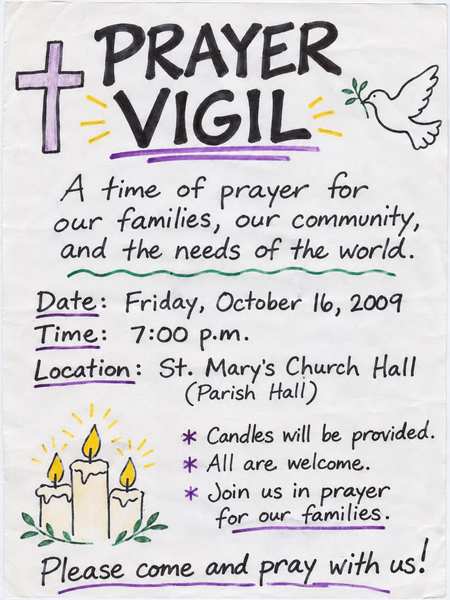 PRAYER
VIGIL
A time of prayer for
our families, our community,
and the needs of the world.
Date: Friday, October 16, 2009
Time: 7:00 p.m.
Location: St. Mary's Church Hall
(Parish Hall)
* Candles will be provided.
* All are welcome.
* Join us in prayer
for our families.
Please come and pray with us!